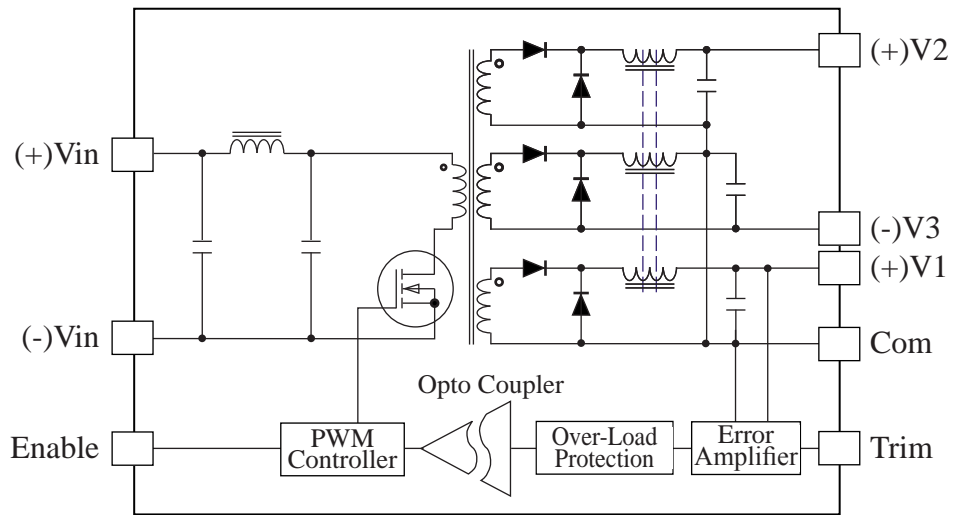 (+)V2
(+)Vin
(-)V3
(+)V1
(-)Vin
Com
Opto Coupler
Enable
PWM
Controller
Over-Load
Protection
Error
Amplifier
Trim